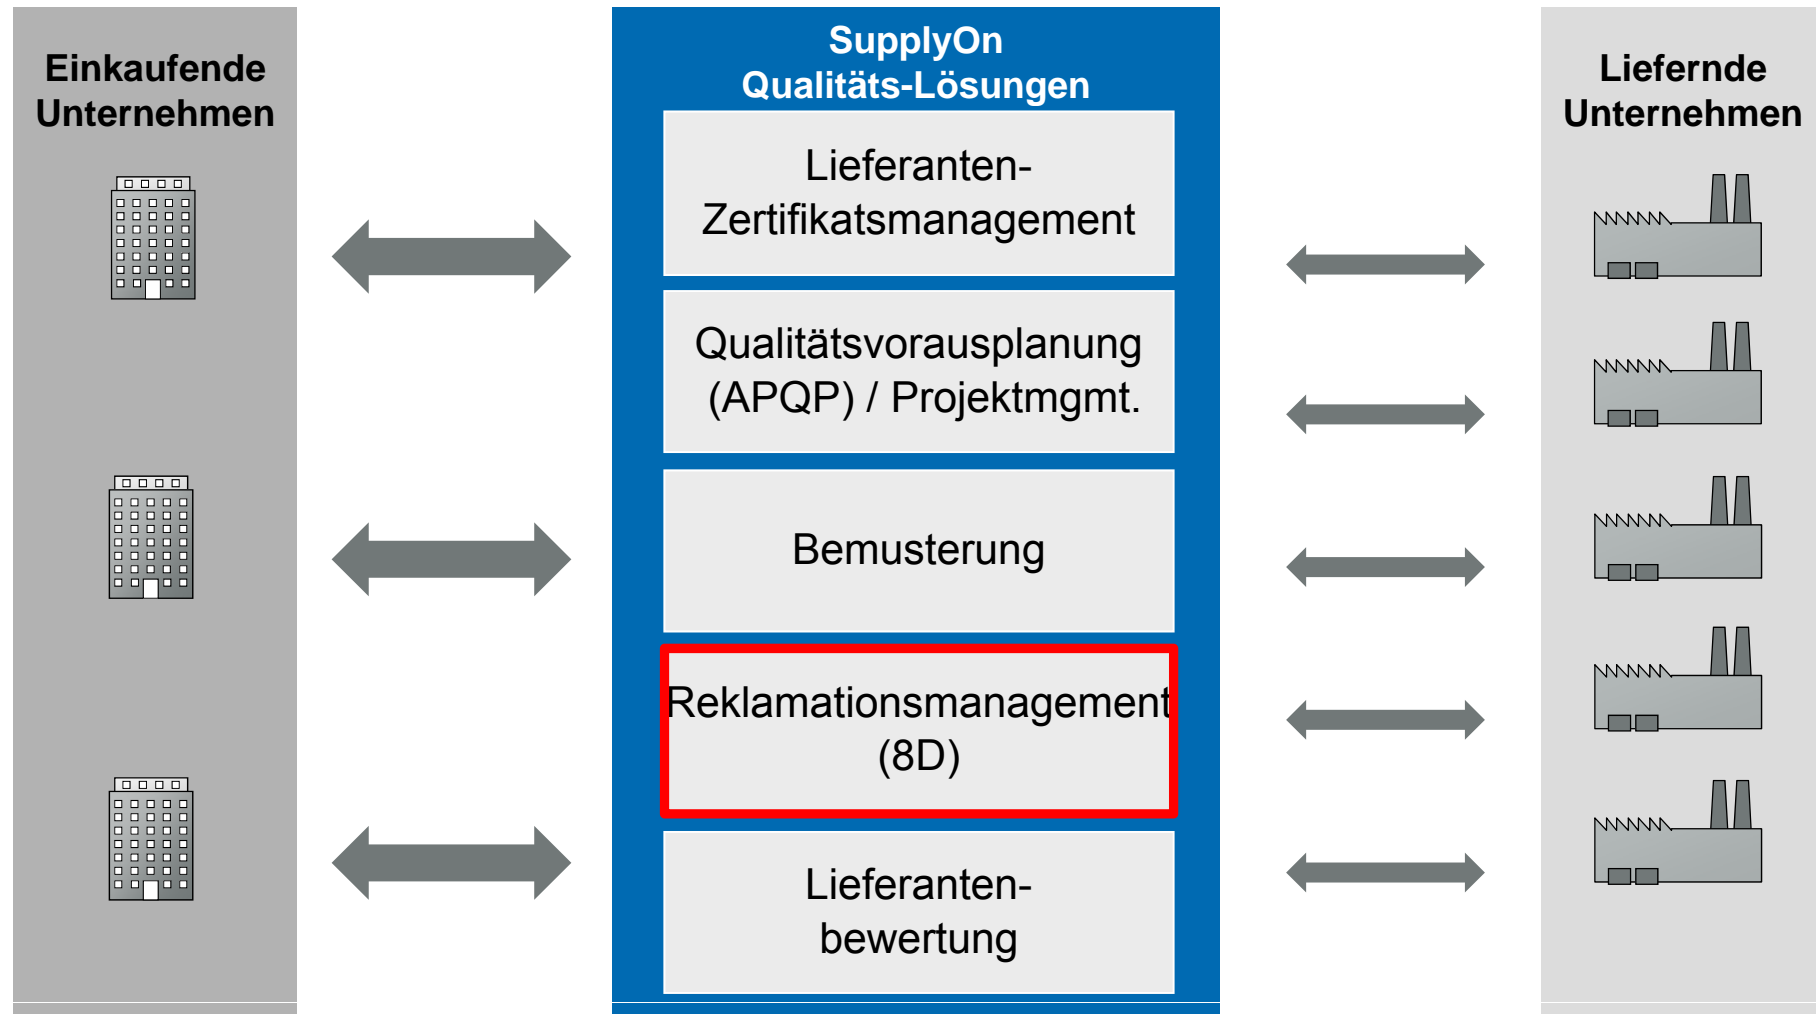 Einkaufende
Unternehmen
SupplyOn
Qualitäts-Lösungen
Lieferanten-
Zertifikatsmanagement
Qualitätsvorausplanung
(APQP) / Projektmgmt.
Bemusterung
Reklamationsmanagement
(8D)
Lieferanten-
bewertung
Liefernde
Unternehmen